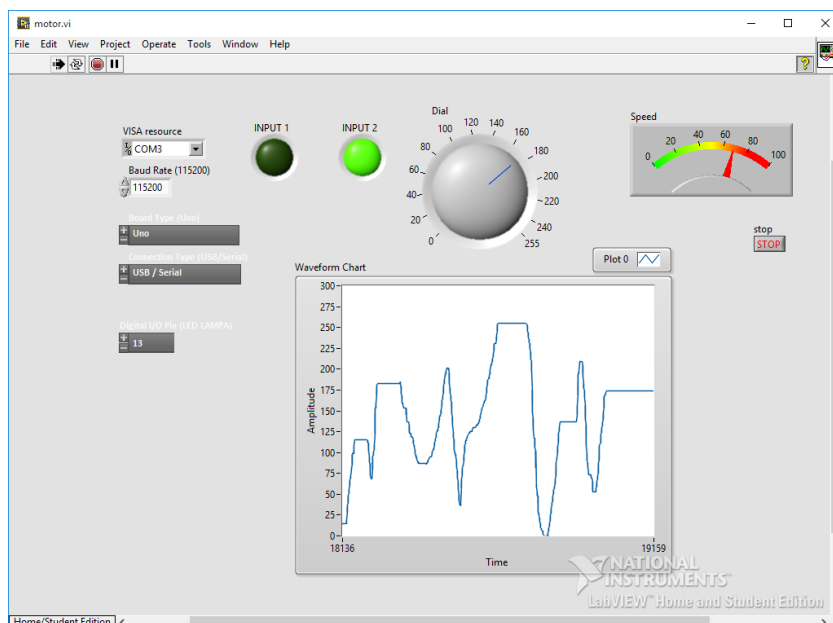 motor.vi
File Edit View Project Operate Tools Window Help
VISA resource
COM3
Baud Rate (115200)
115200
Board Type (Uno)
Uno
Connection Type (USB/Serial)
USB / Serial
Digital I/O Pin (LED LAMPA)
13
INPUT 1
INPUT 2
Dial
0 20 40 60 80 100 120 140 160 180 200 220 240 255
Speed
0 20 40 60 80 100
stop
STOP
Plot 0
Waveform Chart
Amplitude
300
275
250
225
200
175
150
125
100
75
50
25
0
18136 19159
Time
NATIONAL
INSTRUMENTS
LabVIEW™ Home and Student Edition
Home/Student Edition